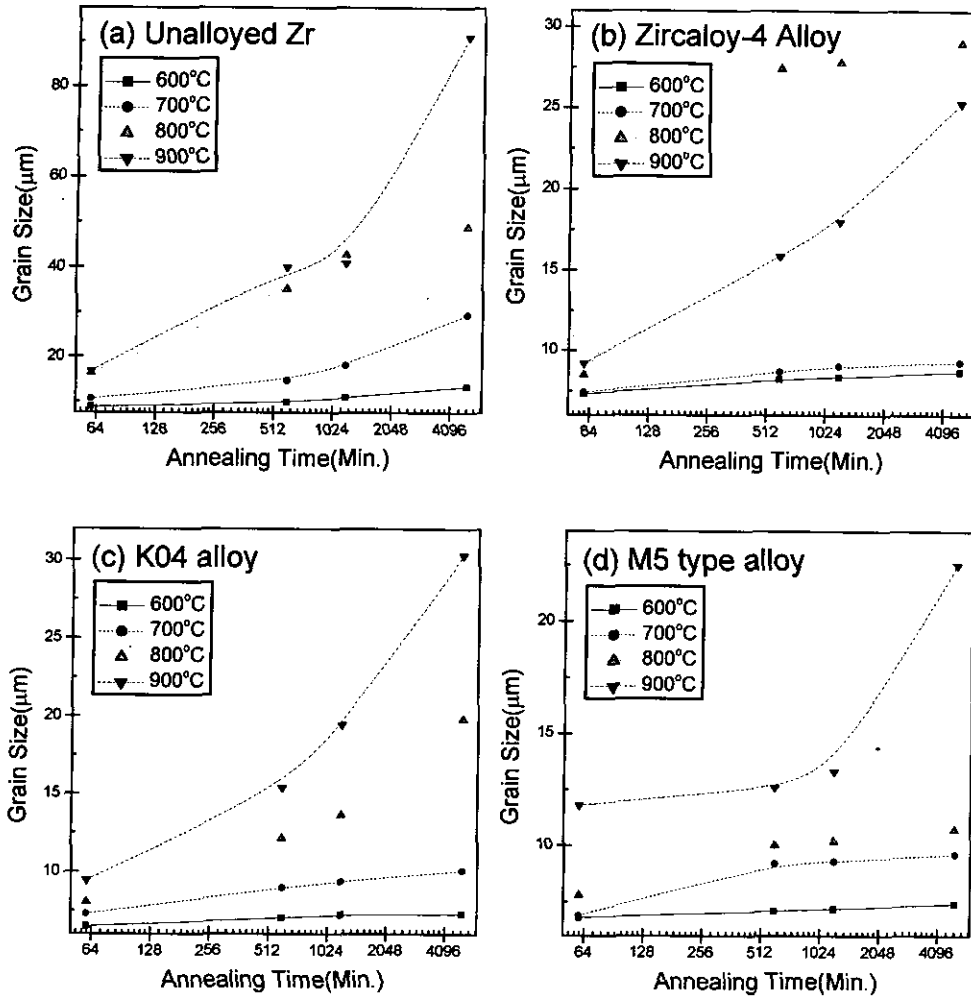 (a) Unalloyed Zr
600°C
700°C
800°C
900°C
80
60
40
20
Grain Size(μm)
64 128 256 512 1024 2048 4096
Annealing Time(Min.)
(b) Zircaloy-4 Alloy
600°C
700°C
800°C
900°C
30
25
20
15
10
Grain Size(μm)
64 128 256 512 1024 2048 4096
Annealing Time(Min.)
(c) K04 alloy
600°C
700°C
800°C
900°C
30
25
20
15
10
Grain Size(μm)
64 128 256 512 1024 2048 4096
Annealing Time(Min.)
(d) M5 type alloy
600°C
700°C
800°C
900°C
20
15
10
Grain Size(μm)
64 128 256 512 1024 2048 4096
Annealing Time(Min.)